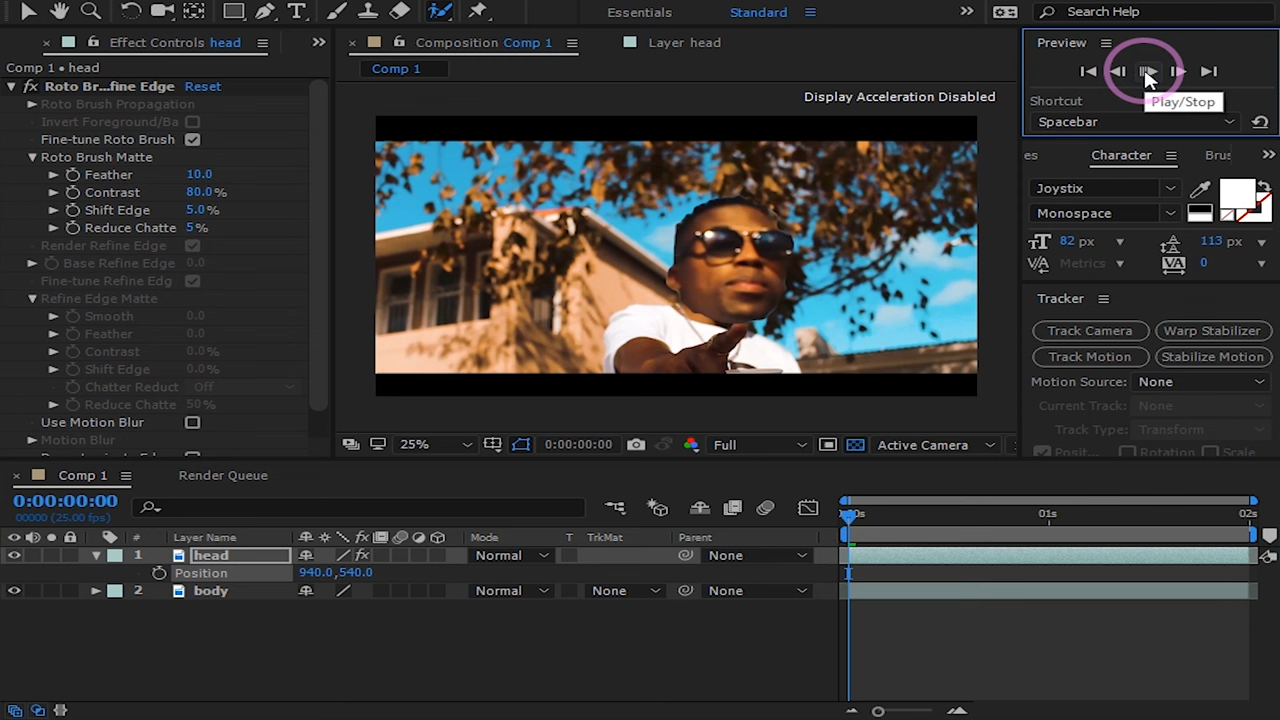 Essentials
Standard
Search Help
Effect Controls head
Composition Comp 1
Layer head
Preview
Comp 1 • head
Comp 1
Roto Br...fine Edge Reset
Display Acceleration Disabled
Play/Stop
Shortcut
Roto Brush Propagation
Invert Foreground/Ba
Spacebar
Fine-tune Roto Brush
Roto Brush Matte
es
Character
Brus
Feather 10.0
Contrast 80.0 %
Joystix
Shift Edge 5.0 %
Monospace
Reduce Chatte 5 %
Render Refine Edge
82 px
113 px
Base Refine Edge 0.0
Metrics
0
Fine-tune Refine Edg
Refine Edge Matte
Tracker
Smooth 0.0
Feather 0.0
Track Camera
Warp Stabilizer
Contrast 0.0 %
Track Motion
Stabilize Motion
Shift Edge 0.0 %
Motion Source: None
Chatter Reduct Off
Reduce Chatte 50 %
Current Track: None
Use Motion Blur
Track Type: Transform
Motion Blur
25%
0:00:00:00
Full
Active Camera
Posit
Rotation
Scale
Comp 1
Render Queue
0:00:00:00
00000 (25.00 fps)
01s
02s
# Layer Name
Mode
T TrkMat
Parent
1 head
Normal
None
Position
940.0,540.0
2 body
Normal
None
None